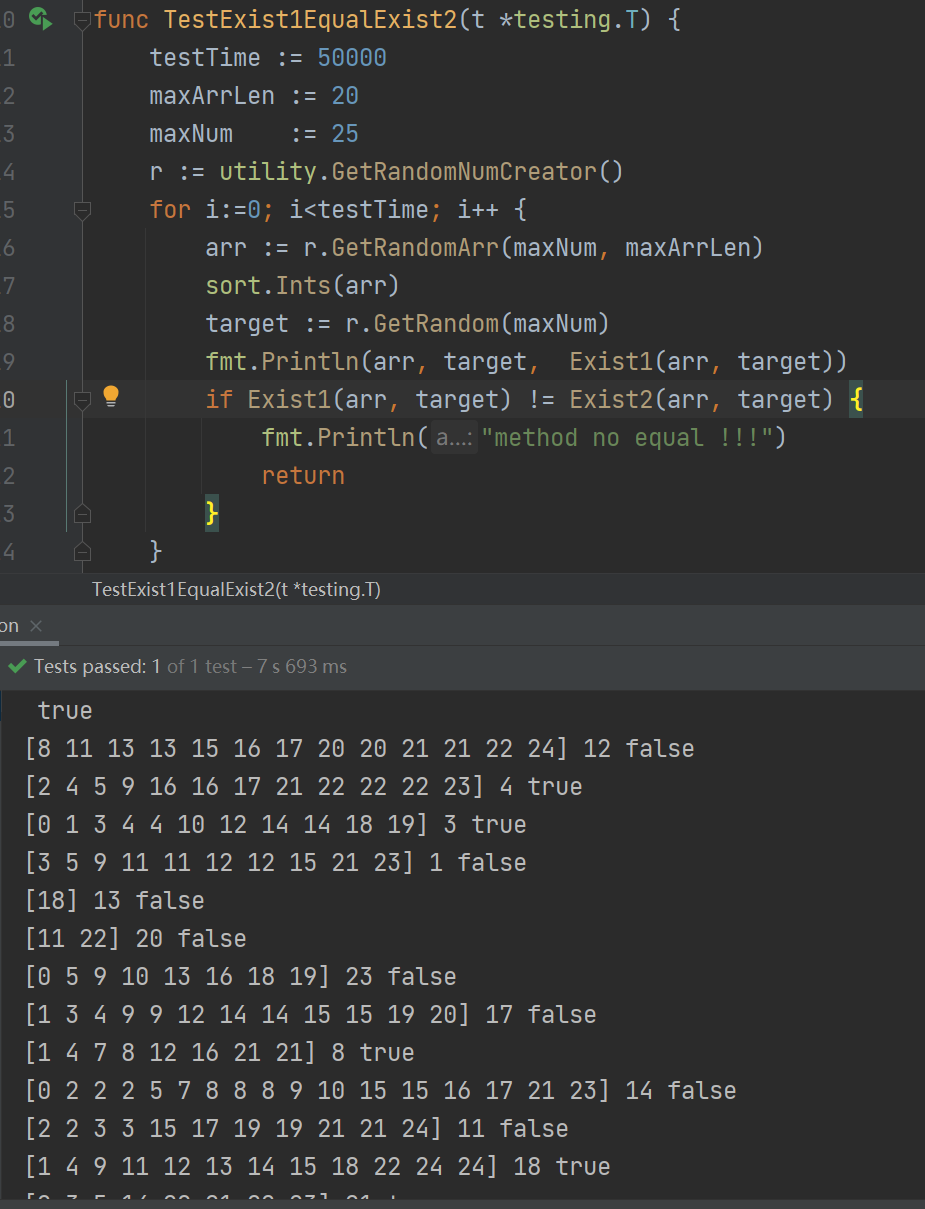 0 func TestExist1EqualExist2(t *testing.T) {
1 testTime := 50000
2 maxArrLen := 20
3 maxNum    := 25
4 r := utility.GetRandomNumCreator()
5 for i:=0; i<testTime; i++ {
6 arr := r.GetRandomArr(maxNum, maxArrLen)
7 sort.Ints(arr)
8 target := r.GetRandom(maxNum)
9 fmt.Println(arr, target,  Exist1(arr, target))
0 if Exist1(arr, target) != Exist2(arr, target) {
1 fmt.Println( a...: "method no equal !!!")
2 return
3 }
4 }
TestExist1EqualExist2(t *testing.T)
on ×
Tests passed: 1 of 1 test – 7 s 693 ms
true
[8 11 13 13 15 16 17 20 20 21 21 22 24] 12 false
[2 4 5 9 16 16 17 21 22 22 22 23] 4 true
[0 1 3 4 4 10 12 14 14 18 19] 3 true
[3 5 9 11 11 12 12 15 21 23] 1 false
[18] 13 false
[11 22] 20 false
[0 5 9 10 13 16 18 19] 23 false
[1 3 4 9 9 12 14 14 15 15 19 20] 17 false
[1 4 7 8 12 16 21 21] 8 true
[0 2 2 2 5 7 8 8 8 9 10 15 15 16 17 21 23] 14 false
[2 2 3 3 15 17 19 19 21 21 24] 11 false
[1 4 9 11 12 13 14 15 18 22 24 24] 18 true